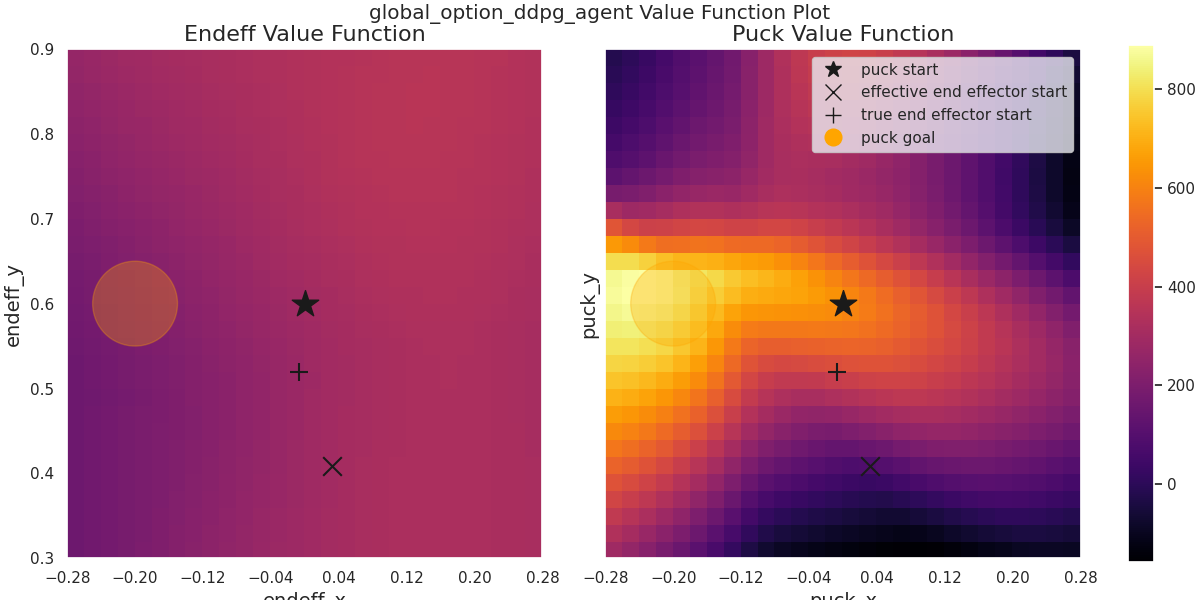 global_option_ddpg_agent Value Function Plot
Endeff Value Function
Puck Value Function
puck start
effective end effector start
true end effector start
puck goal
endeff_y
0.9
0.8
0.7
0.6
0.5
0.4
0.3
−0.28 −0.20 −0.12 −0.04 0.04 0.12 0.20 0.28
endeff_x
puck_y
−0.28 −0.20 −0.12 −0.04 0.04 0.12 0.20 0.28
puck_x
800
600
400
200
0